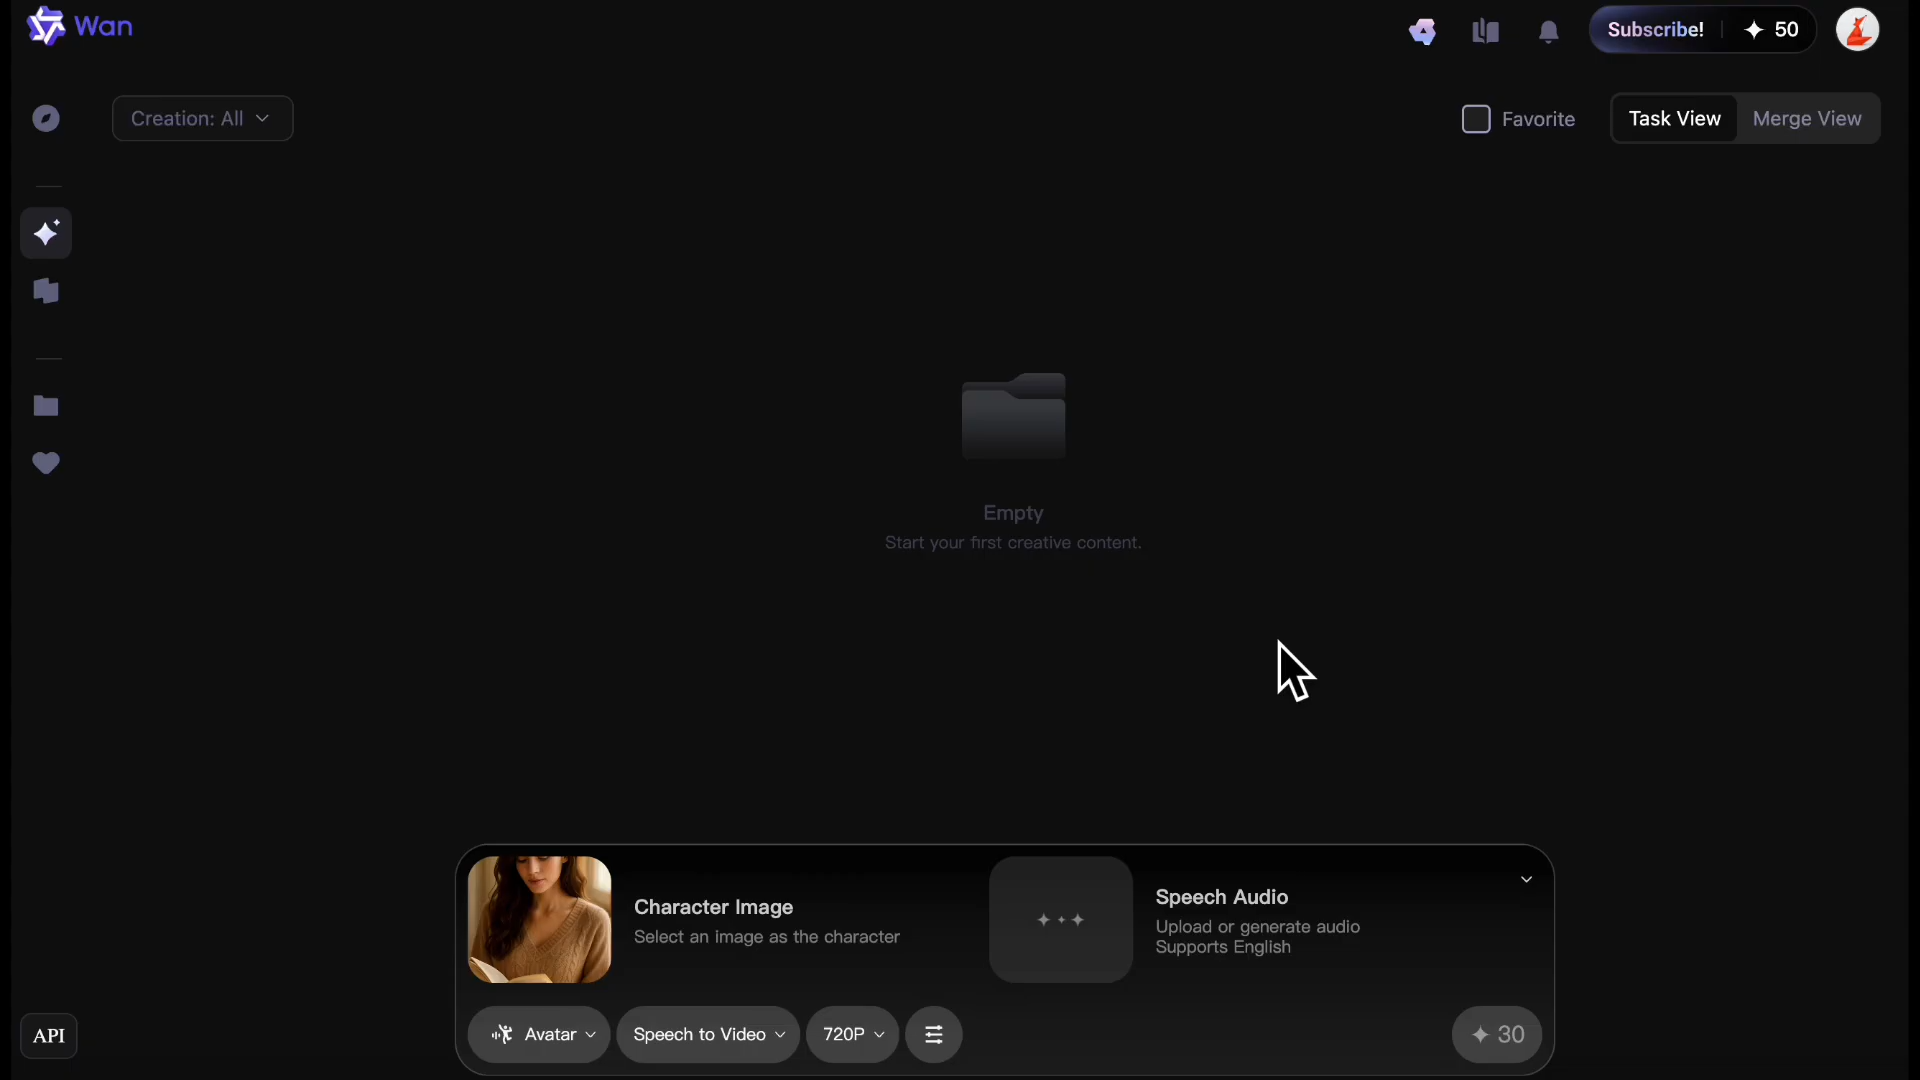 Wan
Subscribe!
50
Creation: All
Favorite
Task View
Merge View
Empty
Start your first creative content.
Character Image
Select an image as the character
Speech Audio
Upload or generate audio
Supports English
Avatar
Speech to Video
720P
30
API